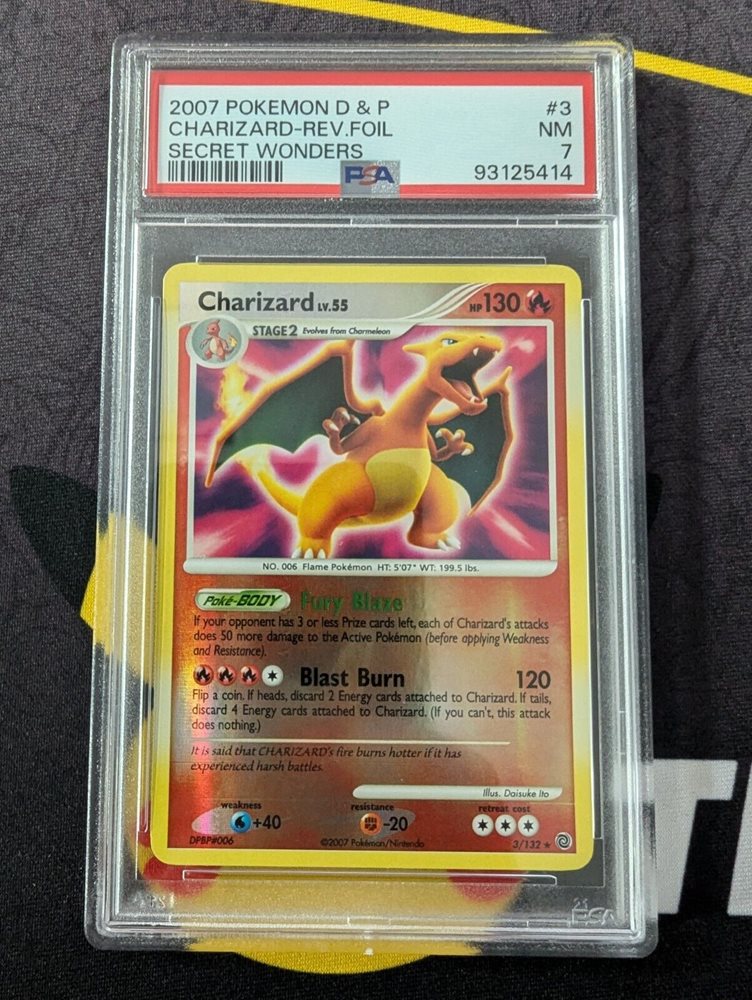 2007 POKEMON D & P #3
CHARIZARD-REV.FOIL NM
SECRET WONDERS 7
PSA 93125414
Charizard LV.55 HP 130
STAGE2 Evolves from Charmeleon
NO. 006 Flame Pokémon HT: 5'07" WT: 199.5 lbs.
Poké-BODY Fury Blaze
If your opponent has 3 or less Prize cards left, each of Charizard's attacks
does 50 more damage to the Active Pokémon (before applying Weakness
and Resistance).
Blast Burn 120
Flip a coin. If heads, discard 2 Energy cards attached to Charizard. If tails,
discard 4 Energy cards attached to Charizard. (If you can't, this attack
does nothing.)
It is said that CHARIZARD's fire burns hotter if it has
experienced harsh battles.
Illus. Daisuke Ito
weakness resistance retreat cost
+40 -20
DPBP#006 ©2007 Pokémon/Nintendo 3/132 ★
PSA